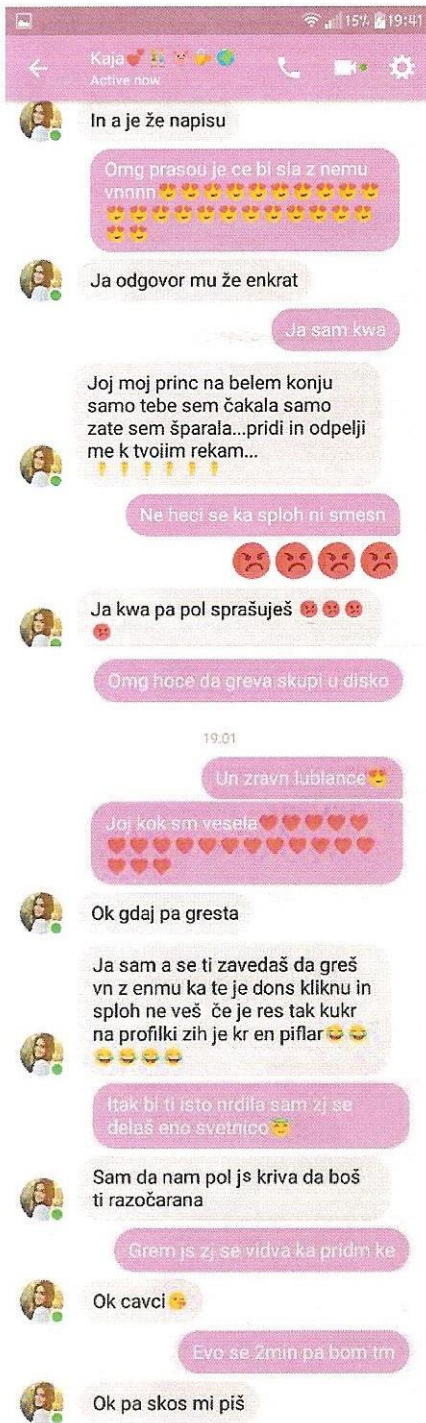 15% 19:41
Kaja💕👯🐷🤝🌍
Active now
In a je že napisu
Omg prasou je ce bi sla z nemu
vnnnn😍😍😍😍😍😍😍😍😍😍
😍😍😍😍😍😍😍😍😍😍😍😍
😍😍
Ja odgovor mu že enkrat
Ja sam kwa
Joj moj princ na belem konju
samo tebe sem čakala samo
zate sem šparala...pridi in odpelji
me k tvojim rekam...
Ne heci se ka sploh ni smesn
😡😡😡😡
Ja kwa pa pol sprašuješ 😡😡😡
😡
Omg hoce da greva skupi u disko
19:01
Un zravn lublance😍
Joj kok sm vesela❤❤❤❤❤
❤❤❤❤❤❤❤❤❤❤❤❤
❤❤❤
Ok gdaj pa gresta
Ja sam a se ti zavedaš da greš
vn z enmu ka te je dons kliknu in
sploh ne veš če je res tak kukr
na profilki zih je kr en piflar😂😂
😂😂😂😂
Itak bi ti isto nrdila sam zj se
delaš eno svetnico😇
Sam da nam pol js kriva da boš
ti razočarana
Grem js zj se vidva ka pridm ke
Ok cavci😘
Evo se 2min pa bom tm
Ok pa skos mi piš